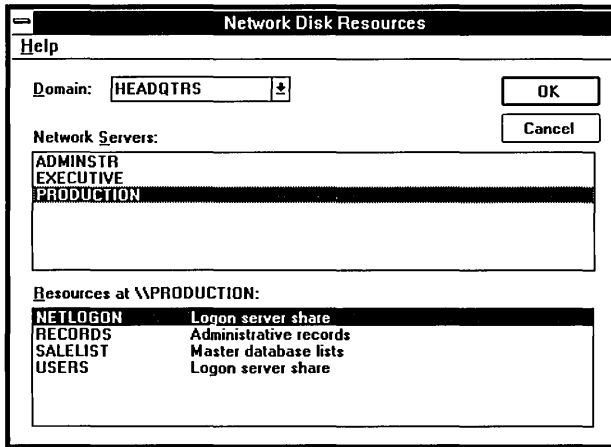 Network Disk Resources
Help
Domain: HEADQTRS
OK
Cancel
Network Servers:
ADMINSTR
EXECUTIVE
PRODUCTION
Resources at \\PRODUCTION:
NETLOGON Logon server share
RECORDS Administrative records
SALELIST Master database lists
USERS Logon server share